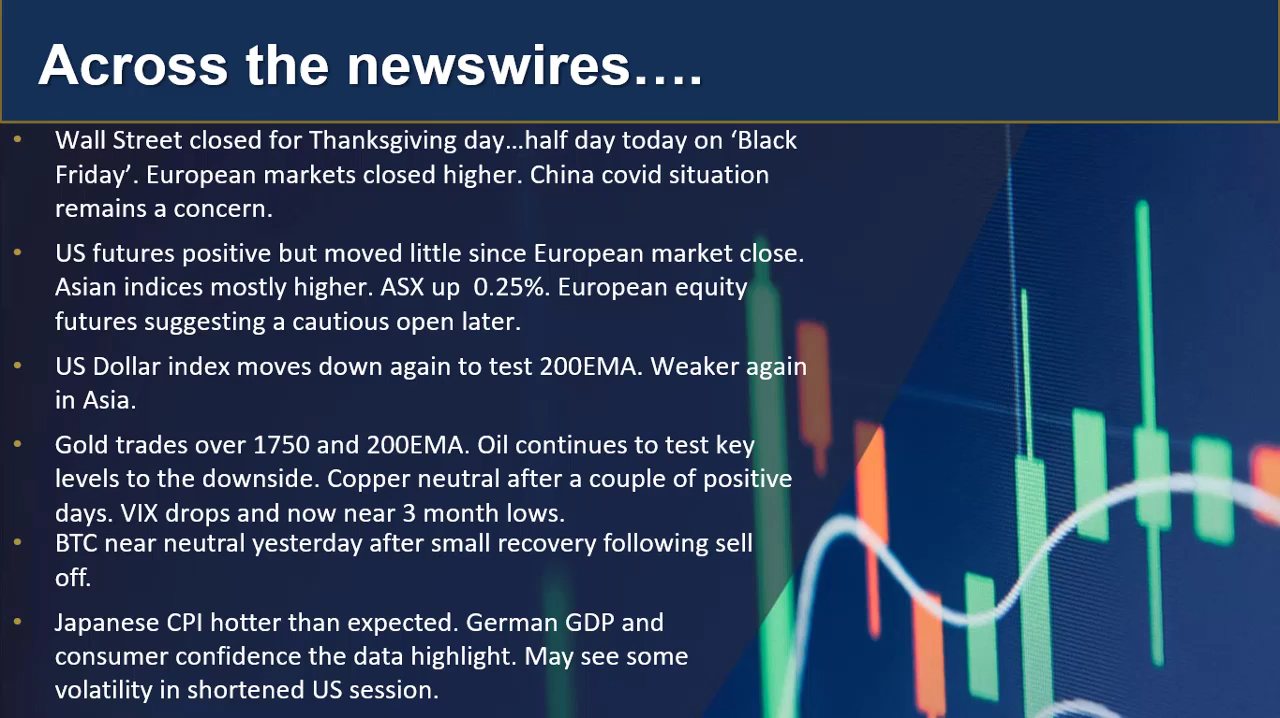 Across the newswires….
• Wall Street closed for Thanksgiving day…half day today on ‘Black
Friday’. European markets closed higher. China covid situation
remains a concern.
• US futures positive but moved little since European market close.
Asian indices mostly higher. ASX up  0.25%. European equity
futures suggesting a cautious open later.
• US Dollar index moves down again to test 200EMA. Weaker again
in Asia.
• Gold trades over 1750 and 200EMA. Oil continues to test key
levels to the downside. Copper neutral after a couple of positive
days. VIX drops and now near 3 month lows.
• BTC near neutral yesterday after small recovery following sell
off.
• Japanese CPI hotter than expected. German GDP and
consumer confidence the data highlight. May see some
volatility in shortened US session.